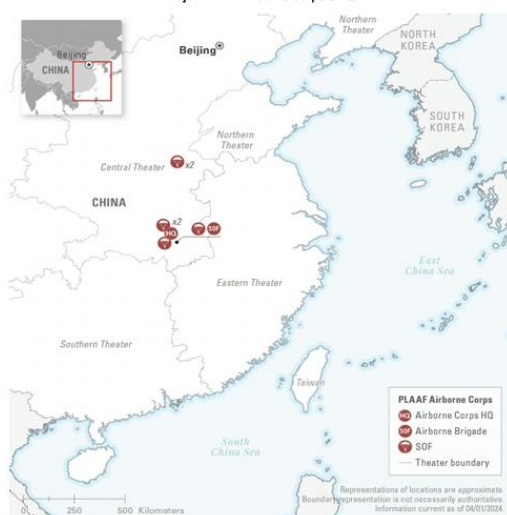 Northern
Theater
Beijing
NORTH
KOREA
Beijing
CHINA
SOUTH
KOREA
Northern
Theater
Central Theater
x2
CHINA
x2
HQ
SOF
East
China Sea
Eastern Theater
Southern Theater
Taiwan
PLAAF Airborne Corps
HQ Airborne Corps HQ
SOF Airborne Brigade
SOF
Theater boundary
South
China Sea
0 250 500 Kilometers
Representations of locations are approximate.
Boundary representation is not necessarily authoritative.
Information current as of 04/01/2024.